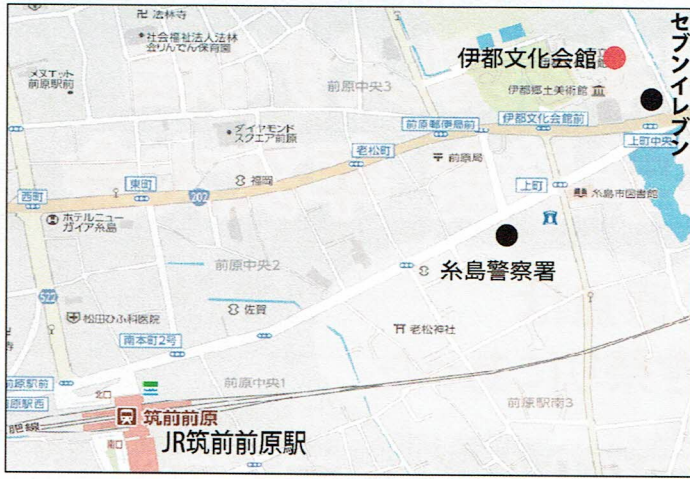 法林寺
社会福祉法人法林
会りんでん保育園
メヌエット
前原駅前
前原中央3
伊都文化会館
セブンイレブン
伊都郷土美術館
ダイヤモンド
スクエア前原
前原郵便局前
伊都文化会館前
上町中央
老松町
前原局
東町
福岡
上町
糸島市図書館
西町
202
ホテルニュー
ガイア糸島
前原中央2
糸島警察署
522
松田ひふ科医院
佐賀
南本町2号
老松神社
前原駅前
前原中央1
北口
原駅西
筑前前原
前原駅南3
肥線
南口
JR筑前前原駅